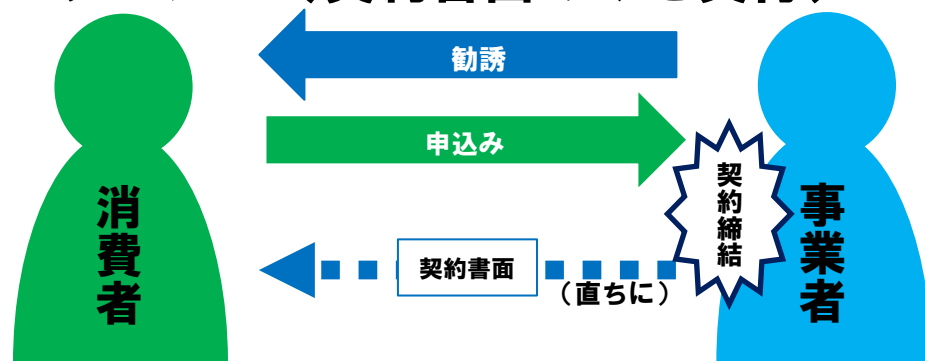 勧誘
申込み
契約締結
消費者
事業者
契約書面
（直ちに）